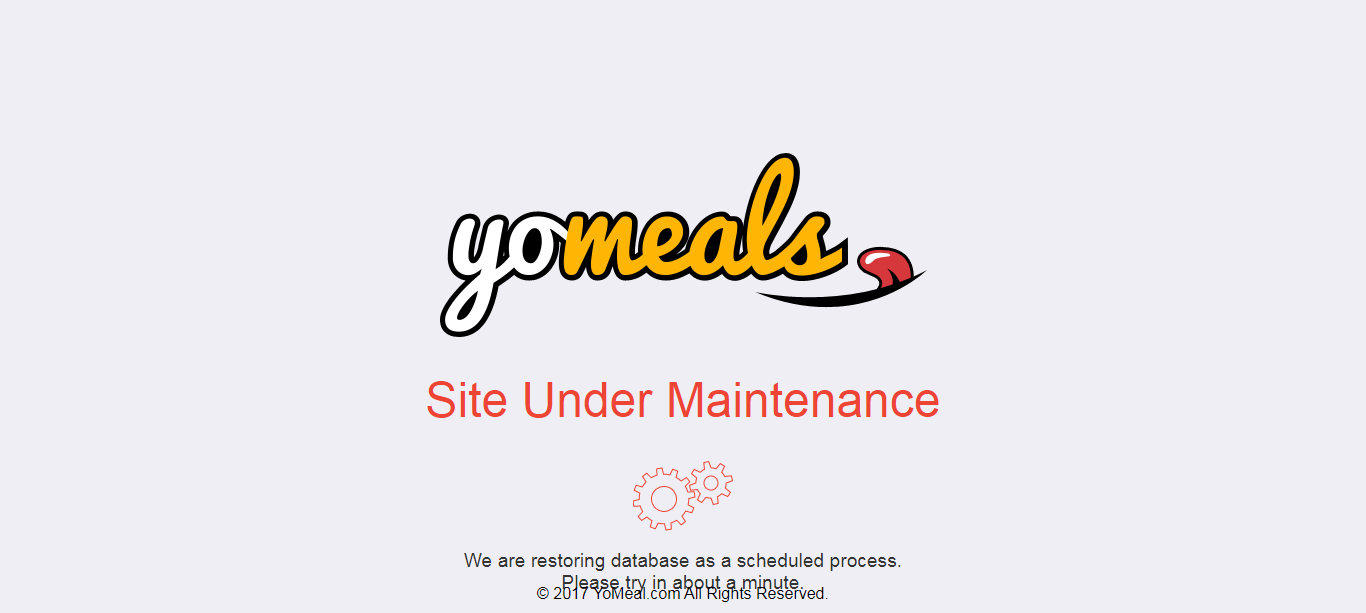 yomeals
Site Under Maintenance
We are restoring database as a scheduled process.
Please try in about a minute.
© 2017 YoMeal.com All Rights Reserved.